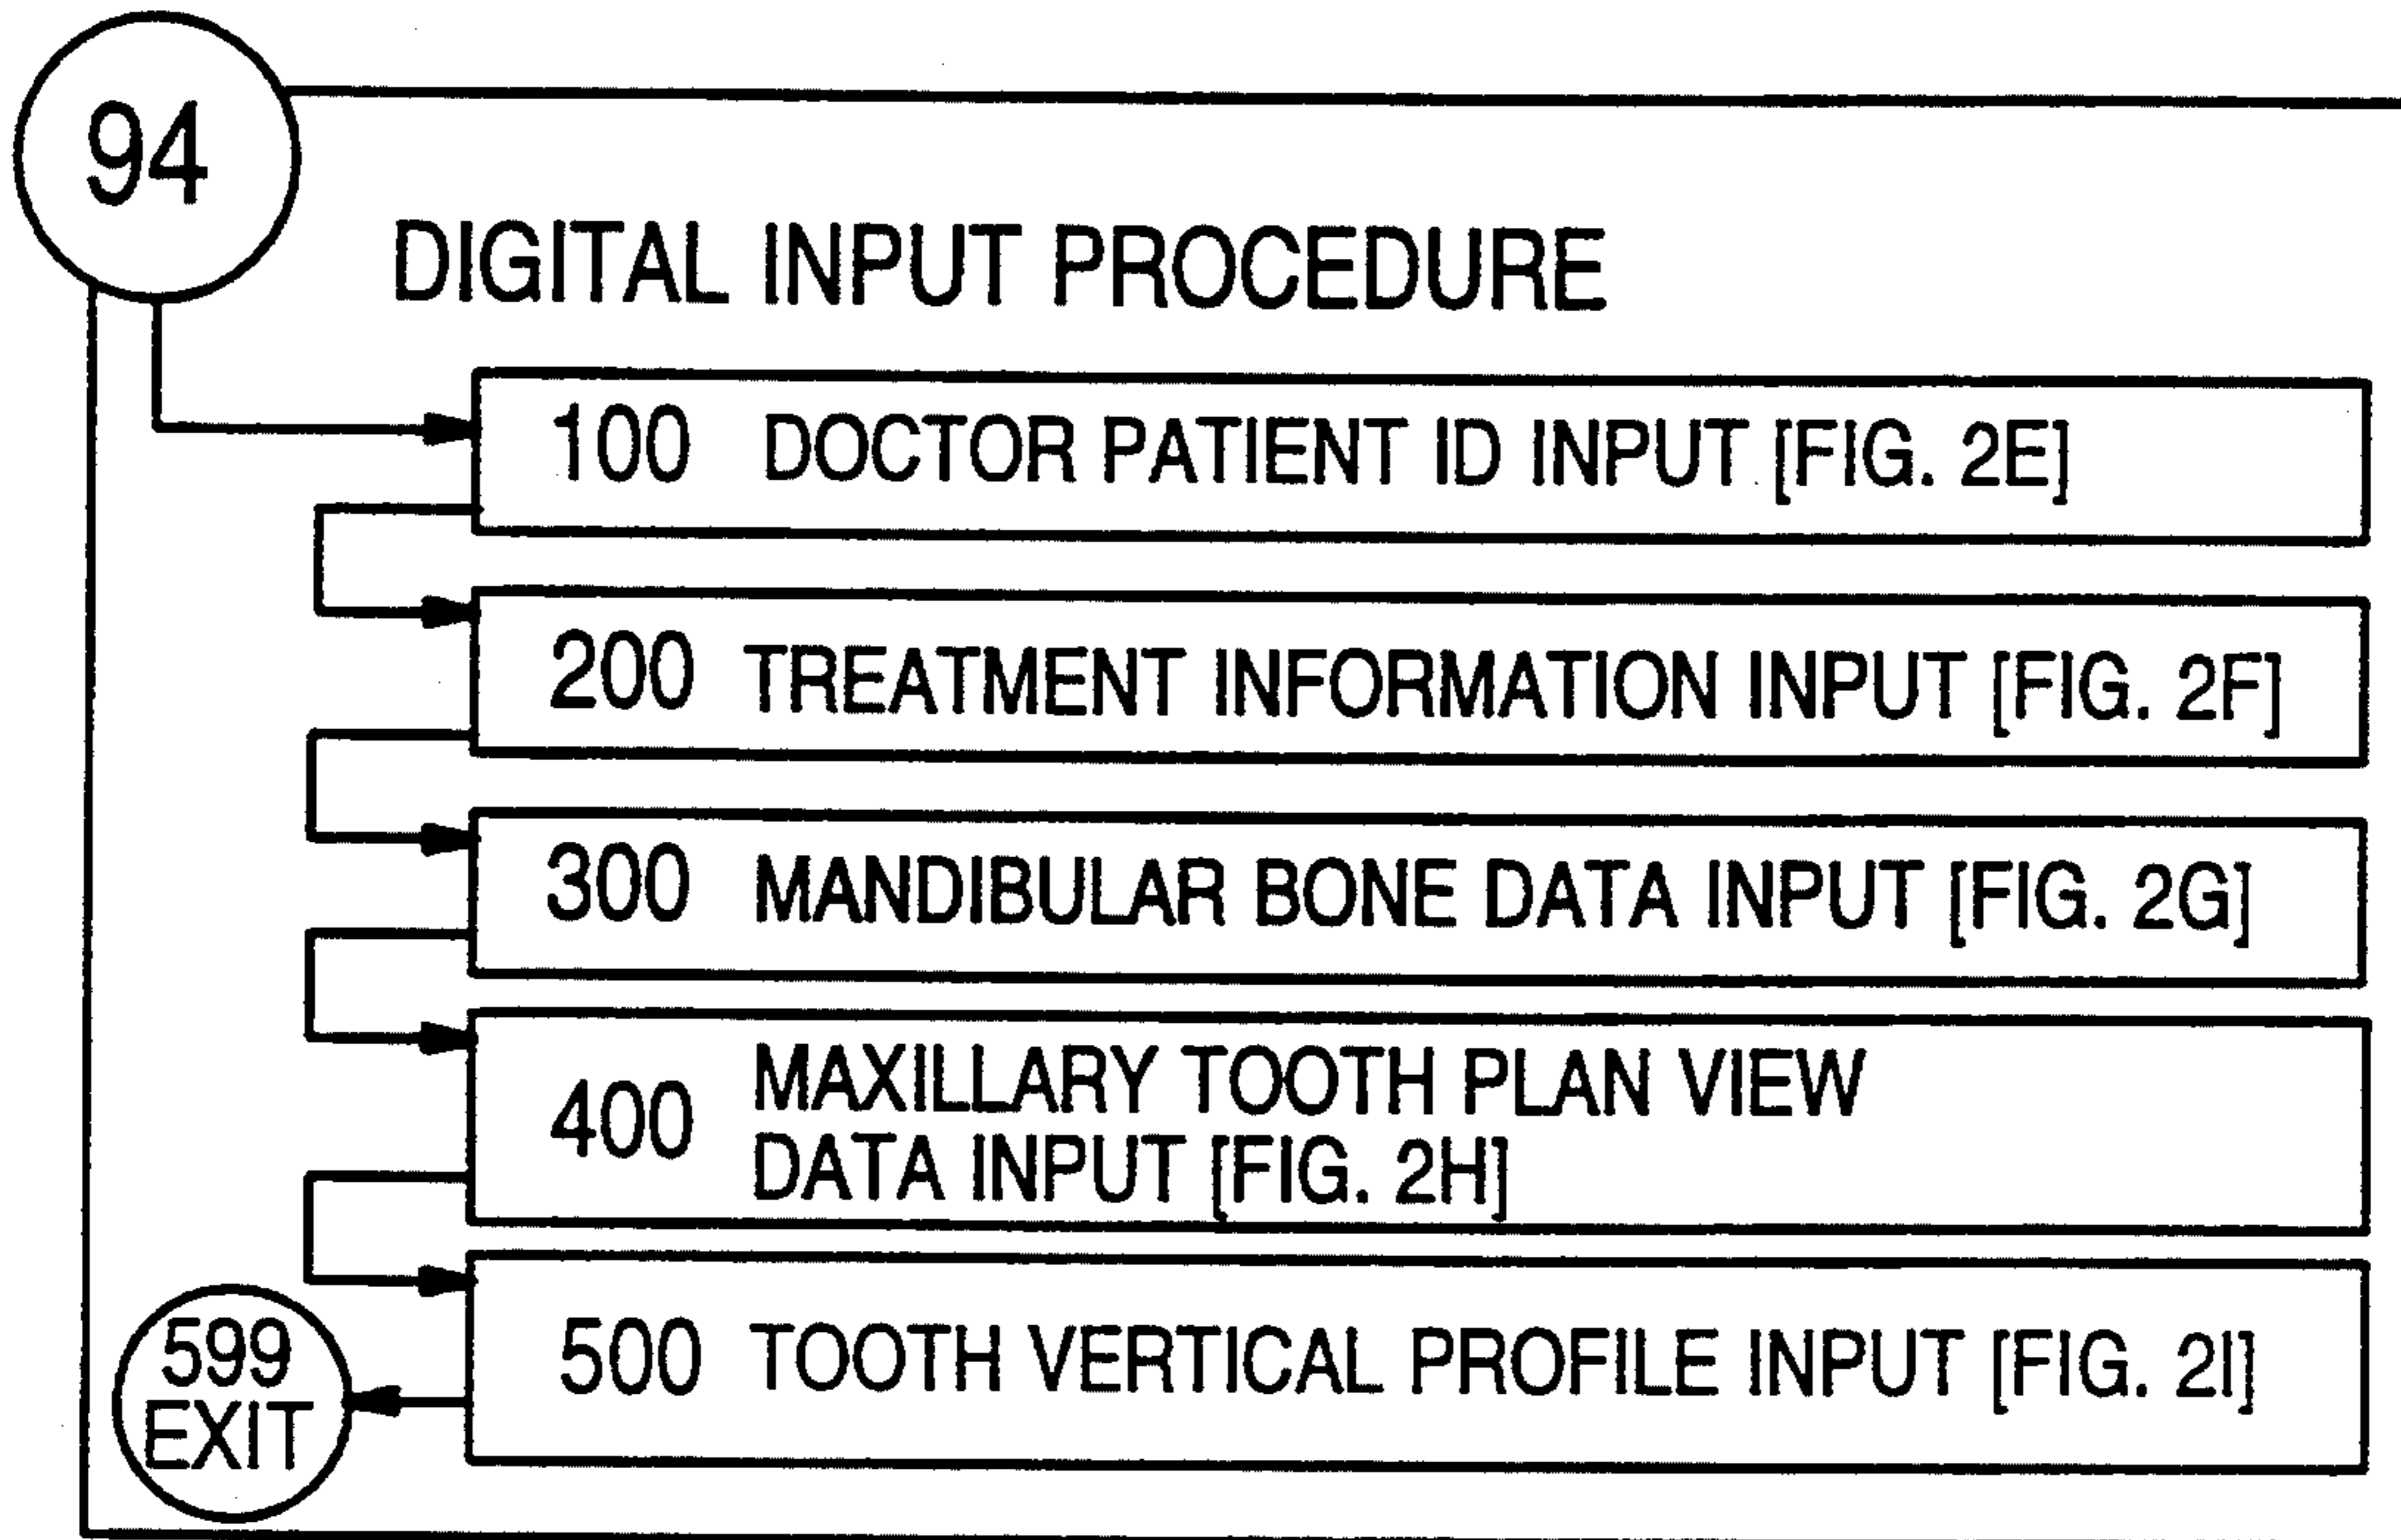 94
DIGITAL INPUT PROCEDURE
100 DOCTOR PATIENT ID INPUT [FIG. 2E]
200 TREATMENT INFORMATION INPUT [FIG. 2F]
300 MANDIBULAR BONE DATA INPUT [FIG. 2G]
400 MAXILLARY TOOTH PLAN VIEW
DATA INPUT [FIG. 2H]
500 TOOTH VERTICAL PROFILE INPUT [FIG. 2I]
599
EXIT